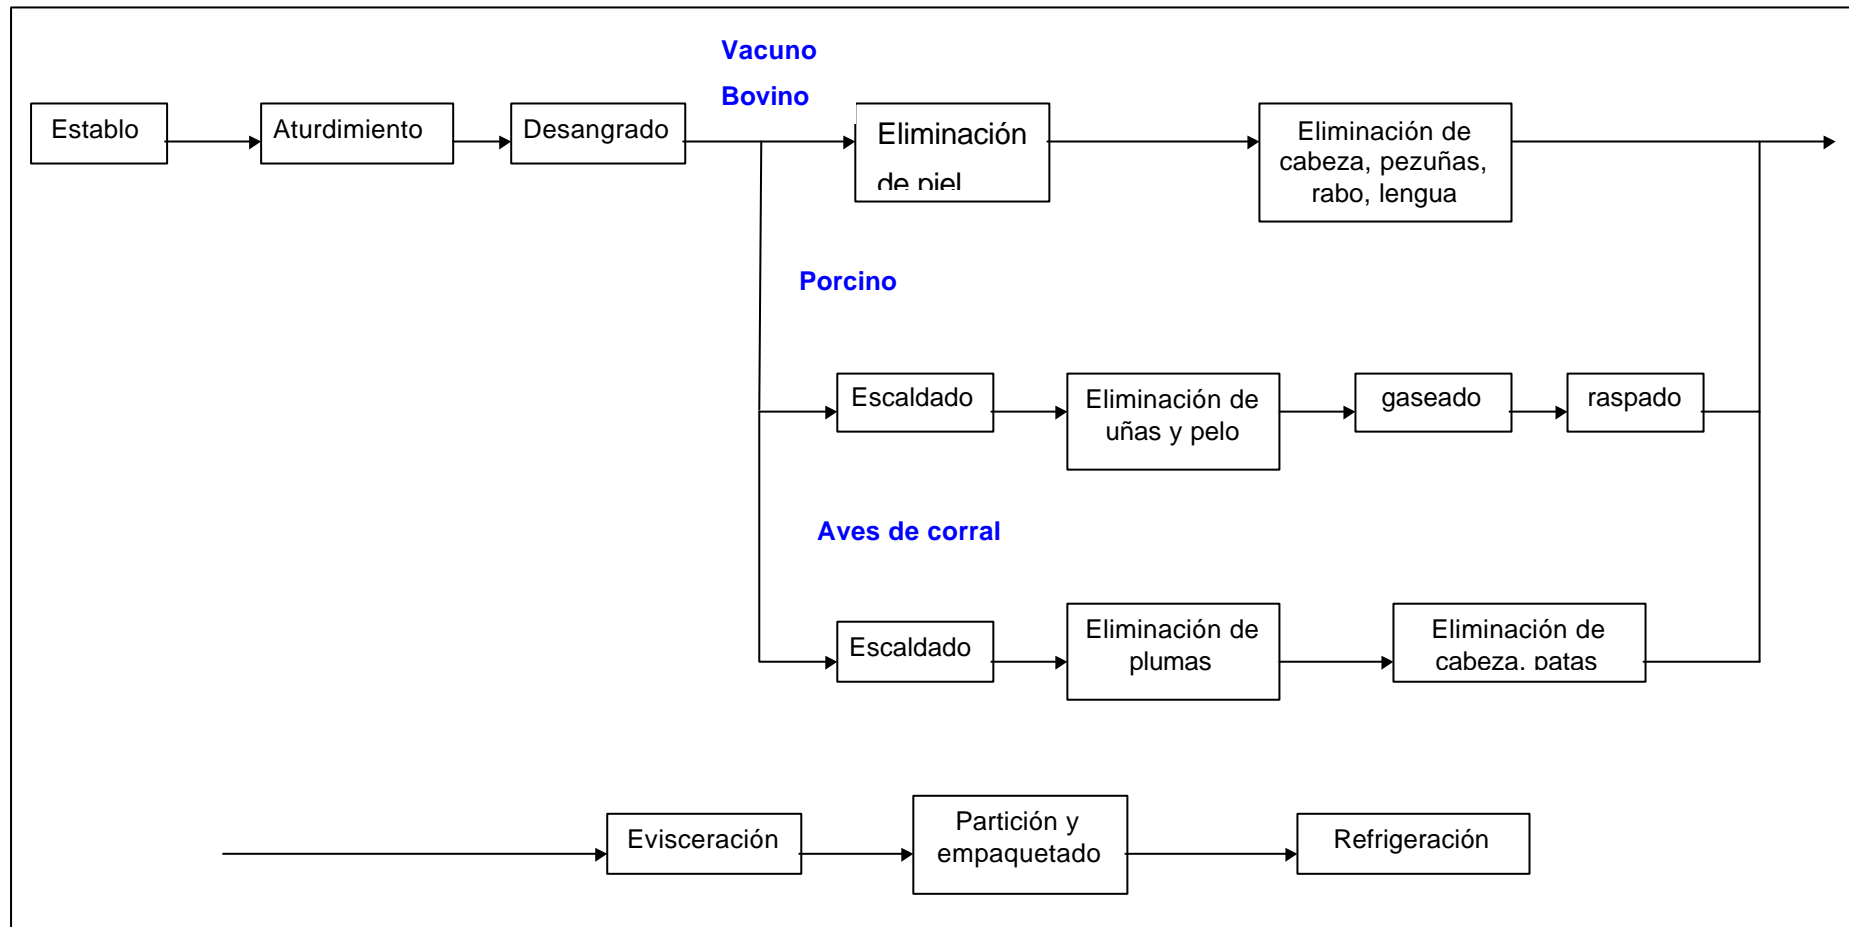 Vacuno
Bovino
Establo
Aturdimiento
Desangrado
Eliminación
de piel
Eliminación de
cabeza, pezuñas,
rabo, lengua
Porcino
Escaldado
Eliminación de
uñas y pelo
gaseado
raspado
Aves de corral
Escaldado
Eliminación de
plumas
Eliminación de
cabeza, patas
Evisceración
Partición y
empaquetado
Refrigeración